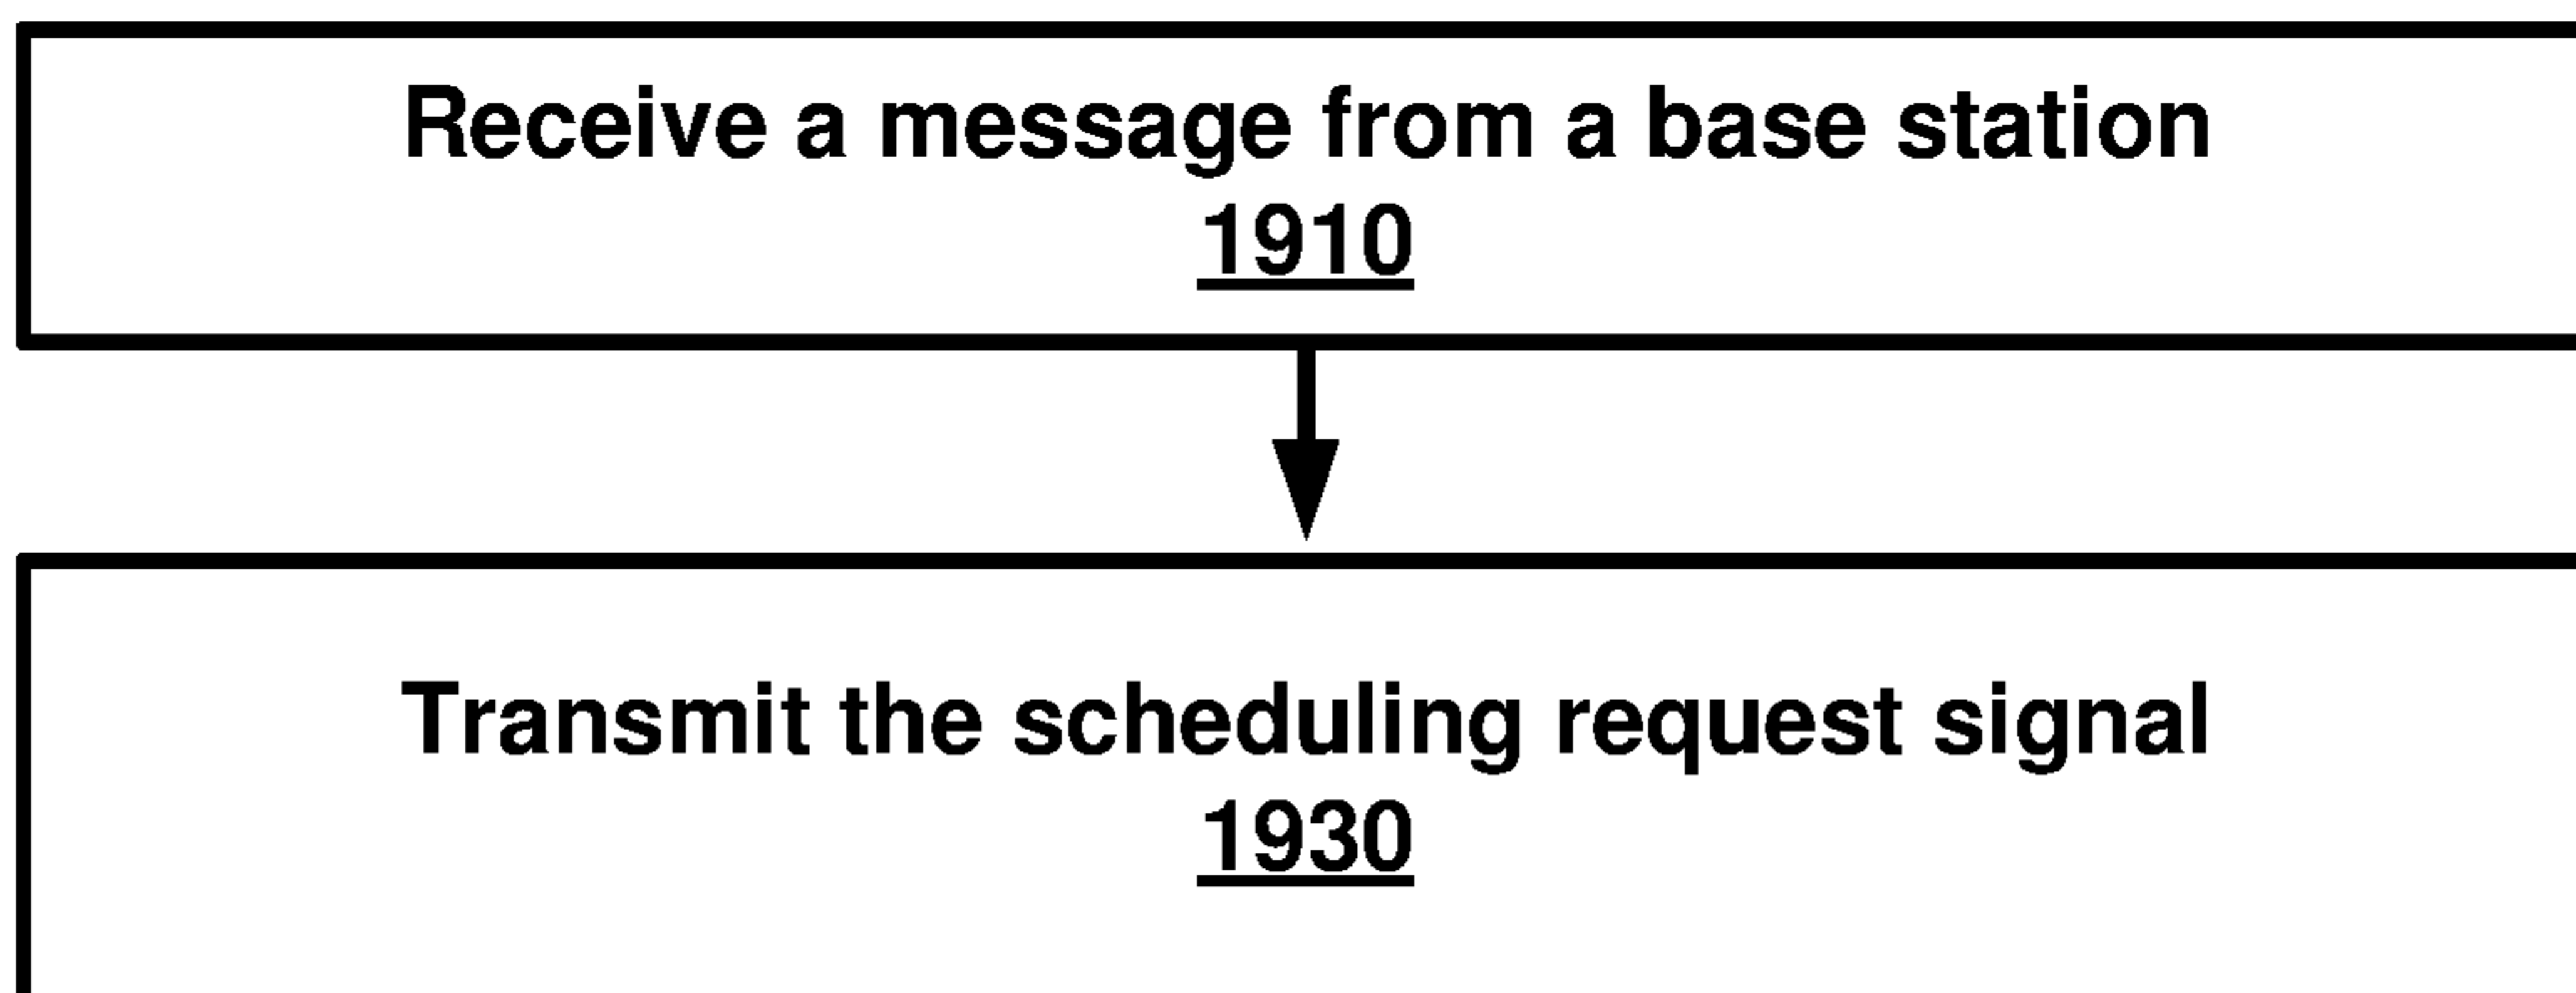 Receive a message from a base station
1910
Transmit the scheduling request signal
1930